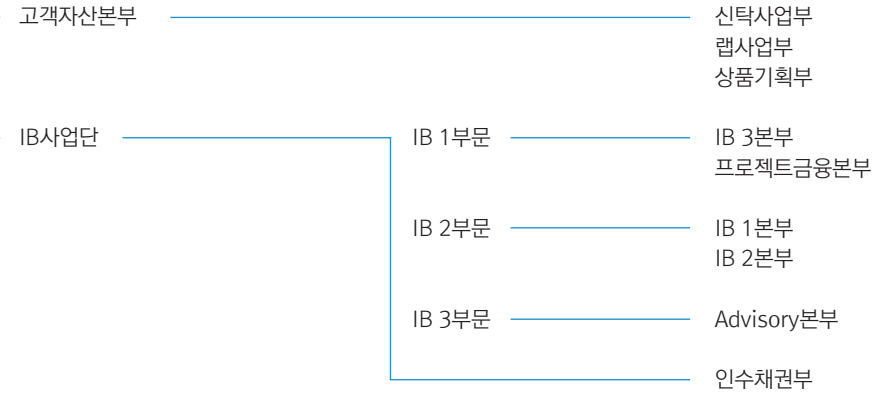 고객자산본부
신탁사업부
랩사업부
상품기획부
IB사업단
IB 1부문
IB 3본부
프로젝트금융본부
IB 2부문
IB 1본부
IB 2본부
IB 3부문
Advisory본부
인수채권부